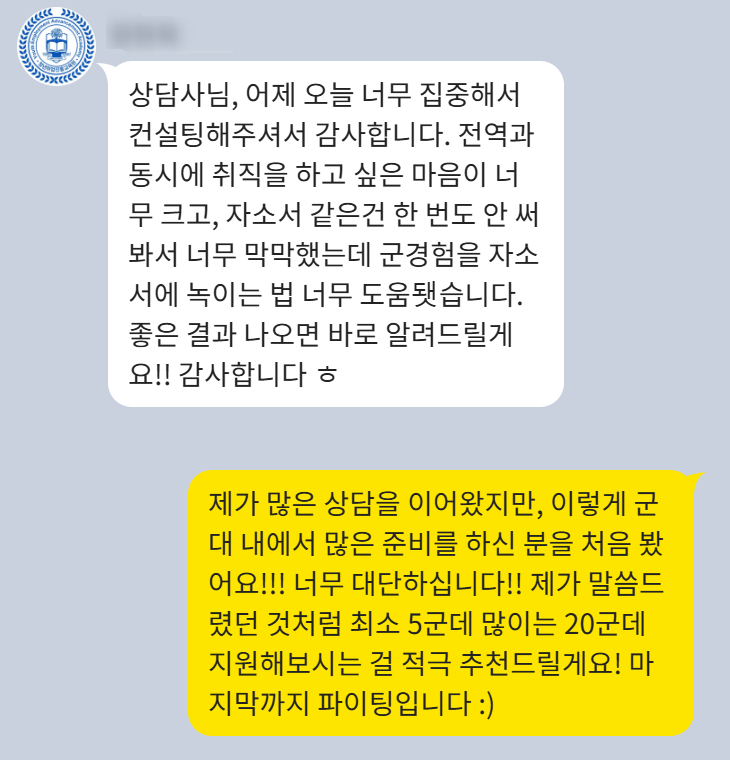 상담사님, 어제 오늘 너무 집중해서
컨설팅해주셔서 감사합니다. 전역과
동시에 취직을 하고 싶은 마음이 너
무 크고, 자소서 같은건 한 번도 안 써
봐서 너무 막막했는데 군경험을 자소
서에 녹이는 법 너무 도움됏습니다.
좋은 결과 나오면 바로 알려드릴게
요!! 감사합니다 ㅎ
제가 많은 상담을 이어왔지만, 이렇게 군
대 내에서 많은 준비를 하신 분을 처음 봤
어요!!! 너무 대단하십니다!! 제가 말씀드
렸던 것처럼 최소 5군데 많이는 20군데
지원해보시는 걸 적극 추천드릴게요! 마
지막까지 파이팅입니다 :)